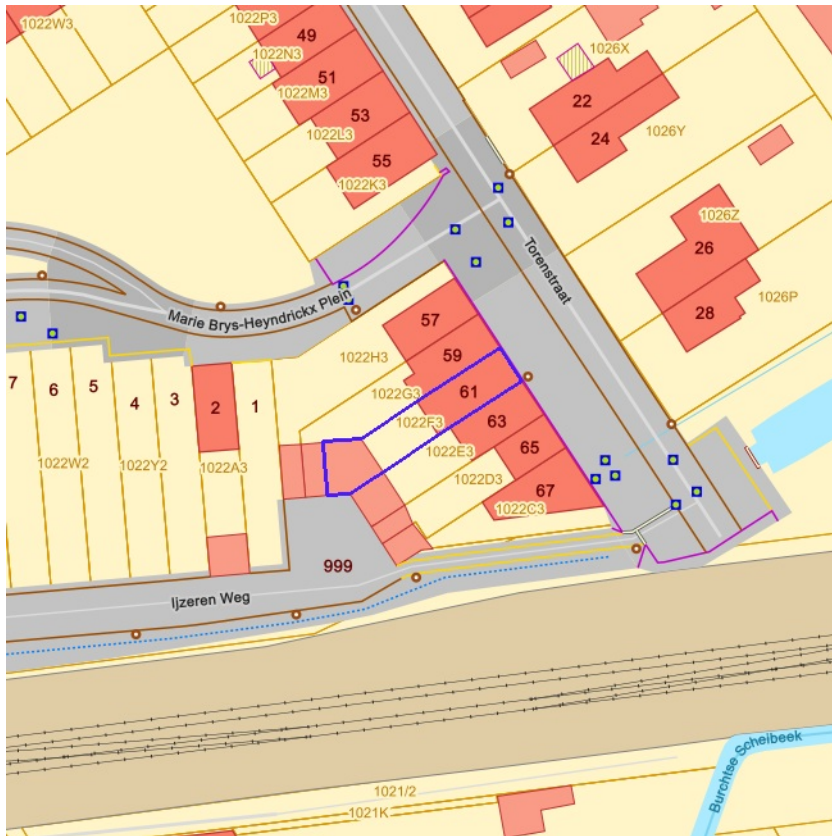 1022W3
1022P3
49
1022N3
51
1022M3
53
1022L3
55
1022K3
1026X
22
24
1026Y
1026Z
26
28
1026P
Torenstraat
Marie Brys-Heyndrickx Plein
57
59
61
63
65
67
1022H3
1022G3
1022F3
1022E3
1022D3
1022C3
7
6
5
4
3
2
1
1022W2
1022Y2
1022A3
999
Ijzeren Weg
Burchtse Scheibeek
1021/2
1021K